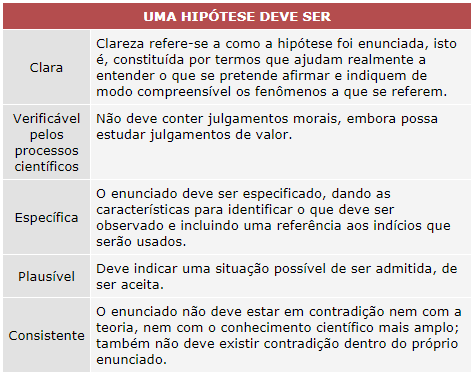 UMA HIPÓTESE DEVE SER
Clara
Clareza refere-se a como a hipótese foi enunciada, isto
é, constituída por termos que ajudam realmente a
entender o que se pretende afirmar e indiquem de
modo compreensível os fenômenos a que se referem.
Verificável
pelos
processos
científicos
Não deve conter julgamentos morais, embora possa
estudar julgamentos de valor.
Específica
O enunciado deve ser especificado, dando as
características para identificar o que deve ser
observado e incluindo uma referência aos indícios que
serão usados.
Plausível
Deve indicar uma situação possível de ser admitida, de
ser aceita.
Consistente
O enunciado não deve estar em contradição nem com a
teoria, nem com o conhecimento científico mais amplo;
também não deve existir contradição dentro do próprio
enunciado.